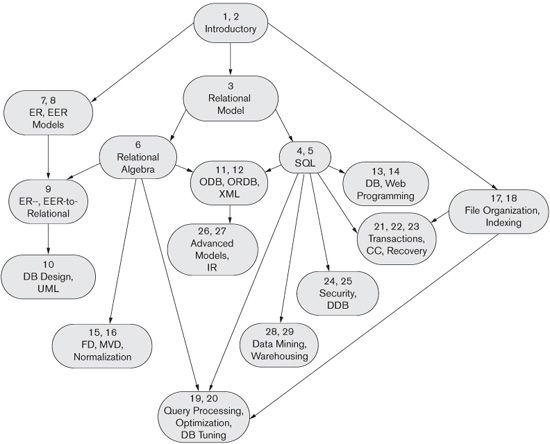 1, 2
Introductory
3
Relational
Model
7, 8
ER, EER
Models
6
Relational
Algebra
4, 5
SQL
11, 12
ODB, ORDB,
XML
13, 14
DB, Web
Programming
9
ER--, EER-to-
Relational
17, 18
File Organization,
Indexing
21, 22, 23
Transactions,
CC, Recovery
26, 27
Advanced
Models,
IR
10
DB Design,
UML
24, 25
Security,
DDB
15, 16
FD, MVD,
Normalization
28, 29
Data Mining,
Warehousing
19, 20
Query Processing,
Optimization,
DB Tuning